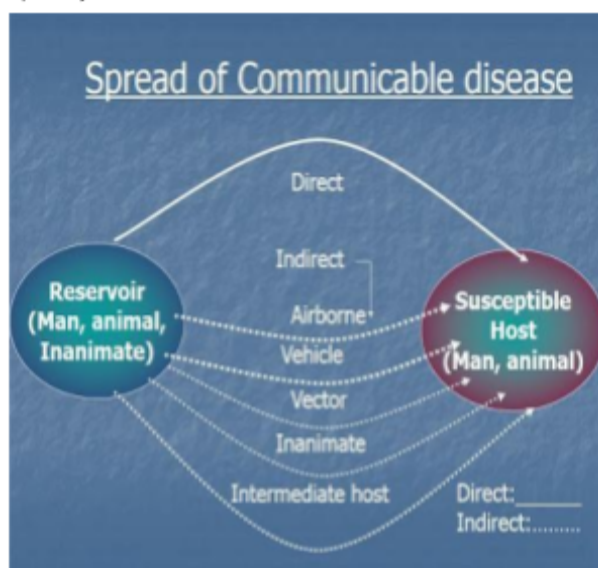 Spread of Communicable disease
Direct
Indirect
Reservoir
(Man, animal,
Inanimate)
Airborne
Vehicle
Vector
Inanimate
Intermediate host
Susceptible
Host
(Man, animal)
Direct:_______
Indirect:.........